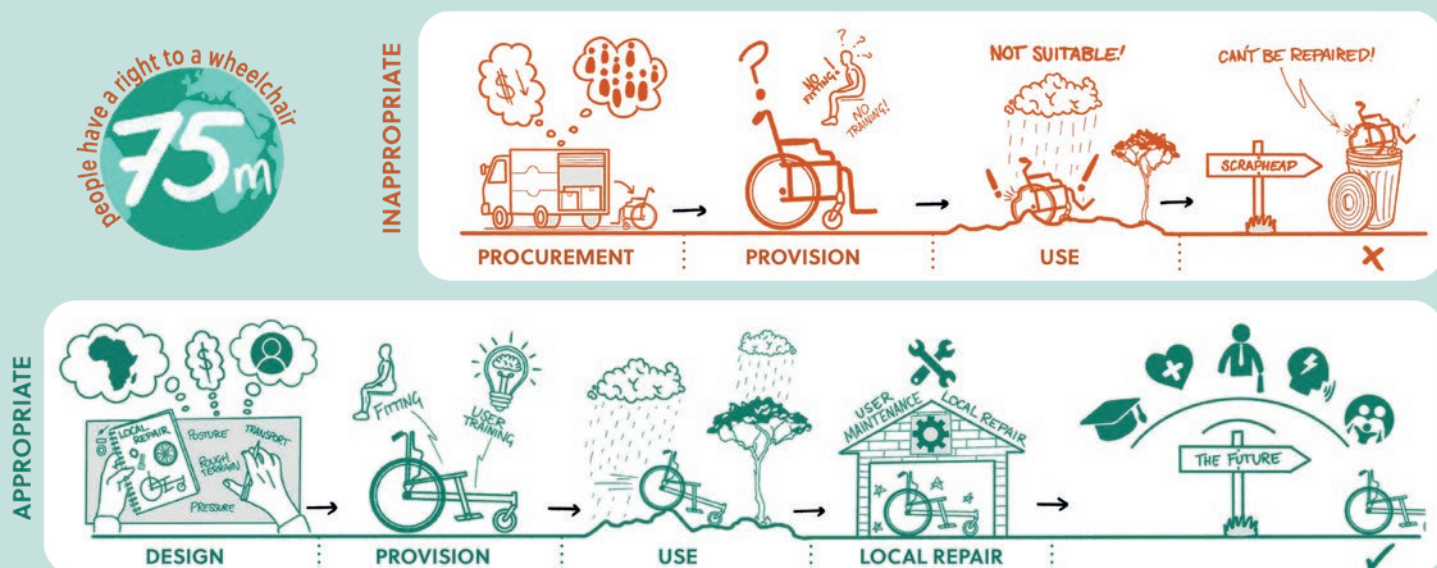 people have a right to a wheelchair
75m
INAPPROPRIATE
$
?
? ? ?
NO FITTING!
NO TRAINING!
NOT SUITABLE!
! !
CAN'T BE REPAIRED!
SCRAPHEAP
PROCUREMENT
PROVISION
USE
APPROPRIATE
$
LOCAL REPAIR
POSTURE
TRANSPORT
ROUGH TERRAIN
PRESSURE
FITTING
USER TRAINING
USER MAINTENANCE
LOCAL REPAIR
THE FUTURE
DESIGN
PROVISION
USE
LOCAL REPAIR